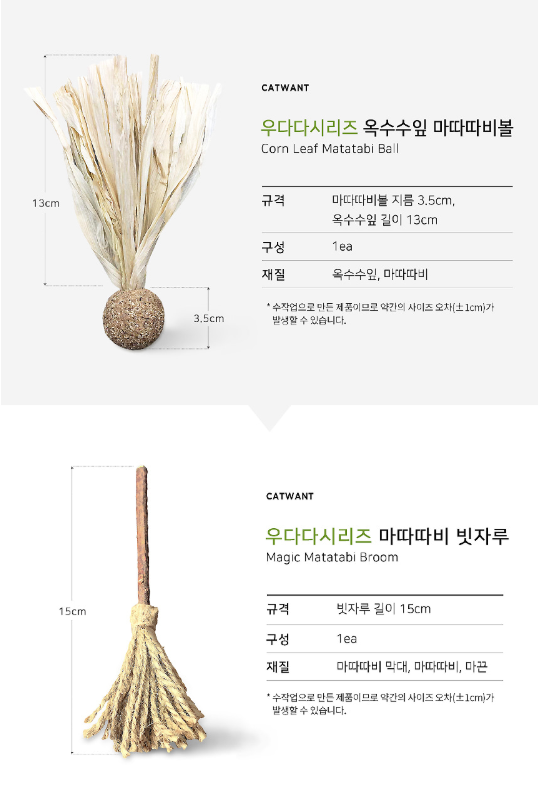 CATWANT
우다다시리즈 옥수수잎 마따따비볼
Corn Leaf Matatabi Ball
13cm
3.5cm
규격 마따따비볼 지름 3.5cm,
옥수수잎 길이 13cm
구성 1ea
재질 옥수수잎, 마따따비
* 수작업으로 만든 제품이므로 약간의 사이즈 오차(±1cm)가
발생할 수 있습니다.
CATWANT
우다다시리즈 마따따비 빗자루
Magic Matatabi Broom
15cm
규격 빗자루 길이 15cm
구성 1ea
재질 마따따비 막대, 마따따비, 마끈
* 수작업으로 만든 제품이므로 약간의 사이즈 오차(±1cm)가
발생할 수 있습니다.